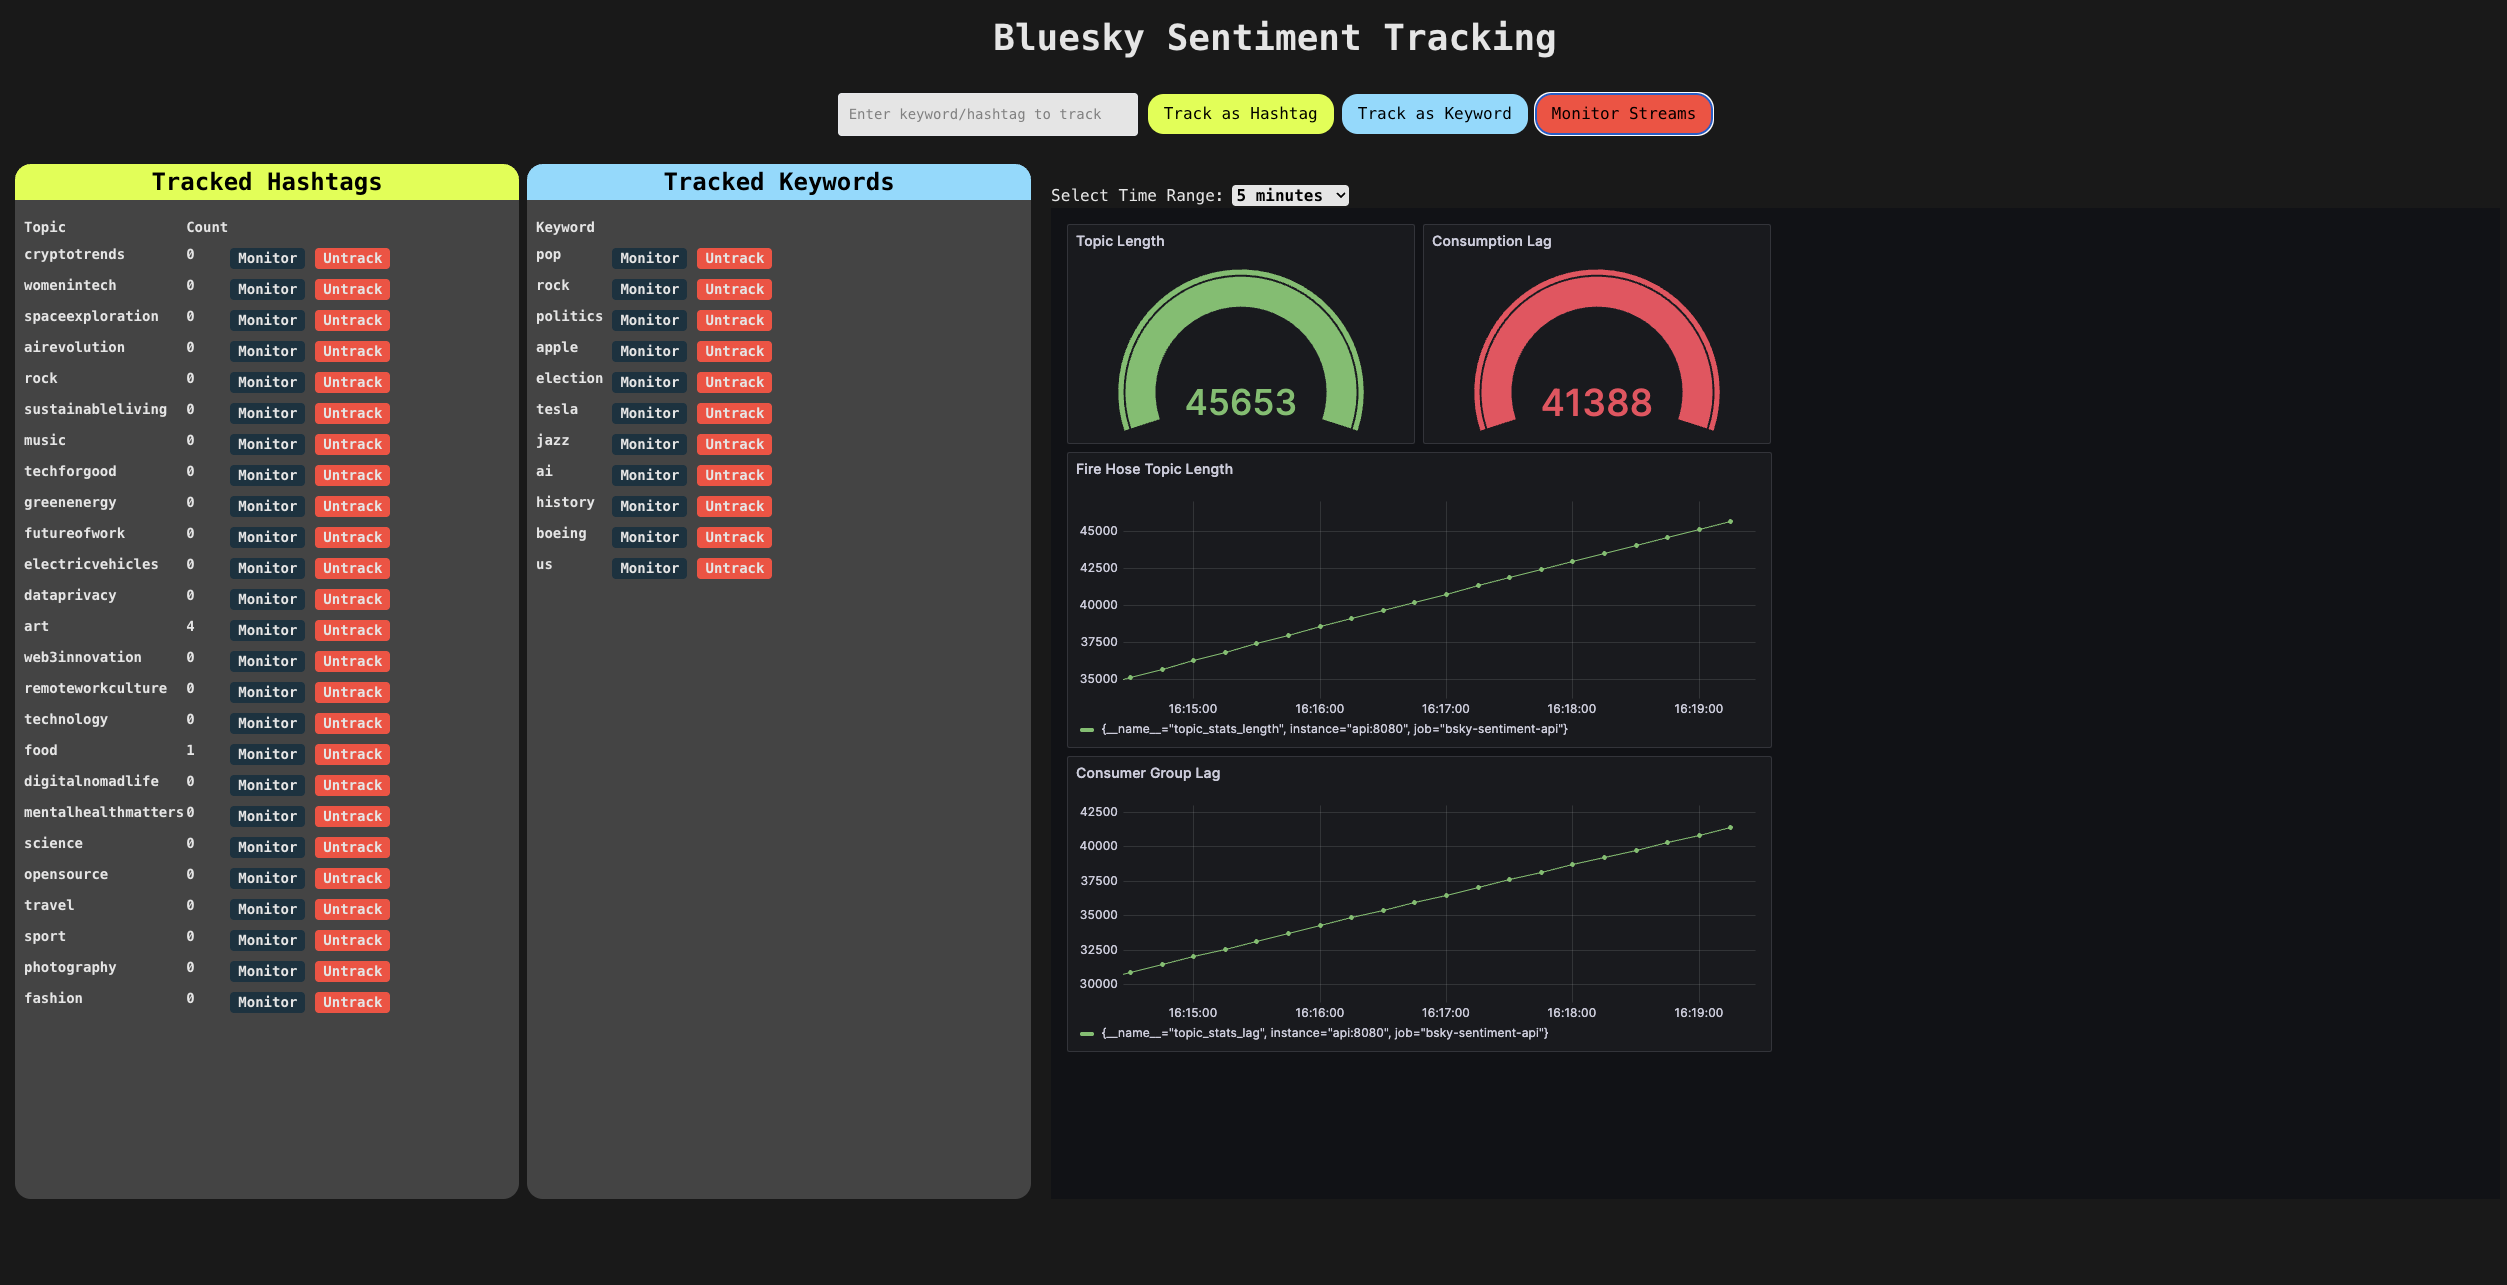 Bluesky Sentiment Tracking
Enter keyword/hashtag to track
Track as Hashtag
Track as Keyword
Monitor Streams
Tracked Hashtags
Topic Count
cryptotrends 0 Monitor Untrack
womenintech 0 Monitor Untrack
spaceexploration 0 Monitor Untrack
airevolution 0 Monitor Untrack
rock 0 Monitor Untrack
sustainableliving 0 Monitor Untrack
music 0 Monitor Untrack
techforgood 0 Monitor Untrack
greenenergy 0 Monitor Untrack
futureofwork 0 Monitor Untrack
electricvehicles 0 Monitor Untrack
dataprivacy 0 Monitor Untrack
art 4 Monitor Untrack
web3innovation 0 Monitor Untrack
remoteworkculture 0 Monitor Untrack
technology 0 Monitor Untrack
food 1 Monitor Untrack
digitalnomadlife 0 Monitor Untrack
mentalhealthmatters 0 Monitor Untrack
science 0 Monitor Untrack
opensource 0 Monitor Untrack
travel 0 Monitor Untrack
sport 0 Monitor Untrack
photography 0 Monitor Untrack
fashion 0 Monitor Untrack
Tracked Keywords
Keyword
pop Monitor Untrack
rock Monitor Untrack
politics Monitor Untrack
apple Monitor Untrack
election Monitor Untrack
tesla Monitor Untrack
jazz Monitor Untrack
ai Monitor Untrack
history Monitor Untrack
boeing Monitor Untrack
us Monitor Untrack
Select Time Range: 5 minutes
Topic Length
45653
Consumption Lag
41388
Fire Hose Topic Length
45000
42500
40000
37500
35000
16:15:00 16:16:00 16:17:00 16:18:00 16:19:00
{__name__="topic_stats_length", instance="api:8080", job="bsky-sentiment-api"}
Consumer Group Lag
42500
40000
37500
35000
32500
30000
16:15:00 16:16:00 16:17:00 16:18:00 16:19:00
{__name__="topic_stats_lag", instance="api:8080", job="bsky-sentiment-api"}